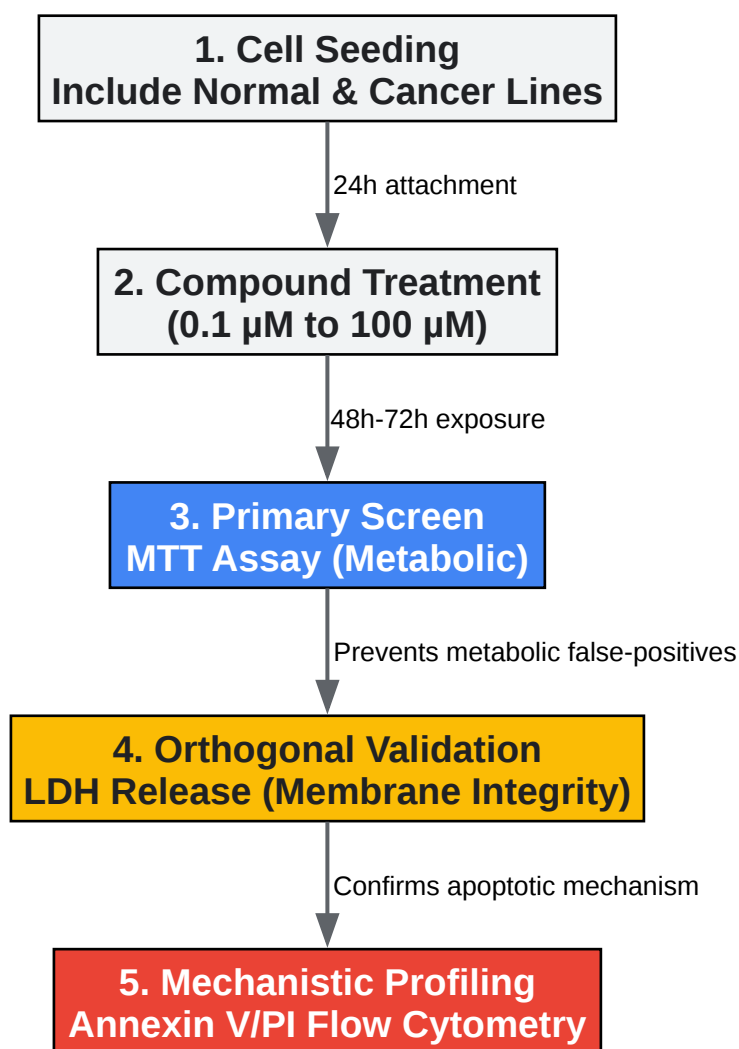 1. Cell Seeding
Include Normal & Cancer Lines
24h attachment
2. Compound Treatment
(0.1 µM to 100 µM)
48h-72h exposure
3. Primary Screen
MTT Assay (Metabolic)
Prevents metabolic false-positives
4. Orthogonal Validation
LDH Release (Membrane Integrity)
Confirms apoptotic mechanism
5. Mechanistic Profiling
Annexin V/PI Flow Cytometry